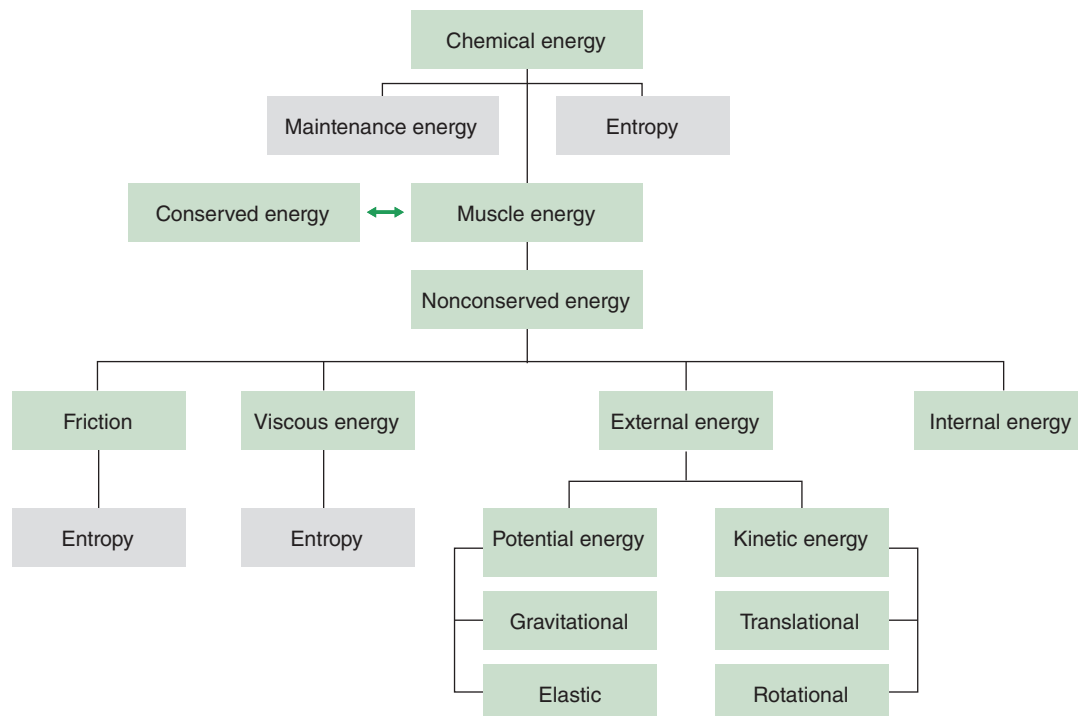 Chemical energy
Maintenance energy
Entropy
Conserved energy
Muscle energy
Nonconserved energy
Friction
Viscous energy
External energy
Internal energy
Entropy
Entropy
Potential energy
Kinetic energy
Gravitational
Translational
Elastic
Rotational